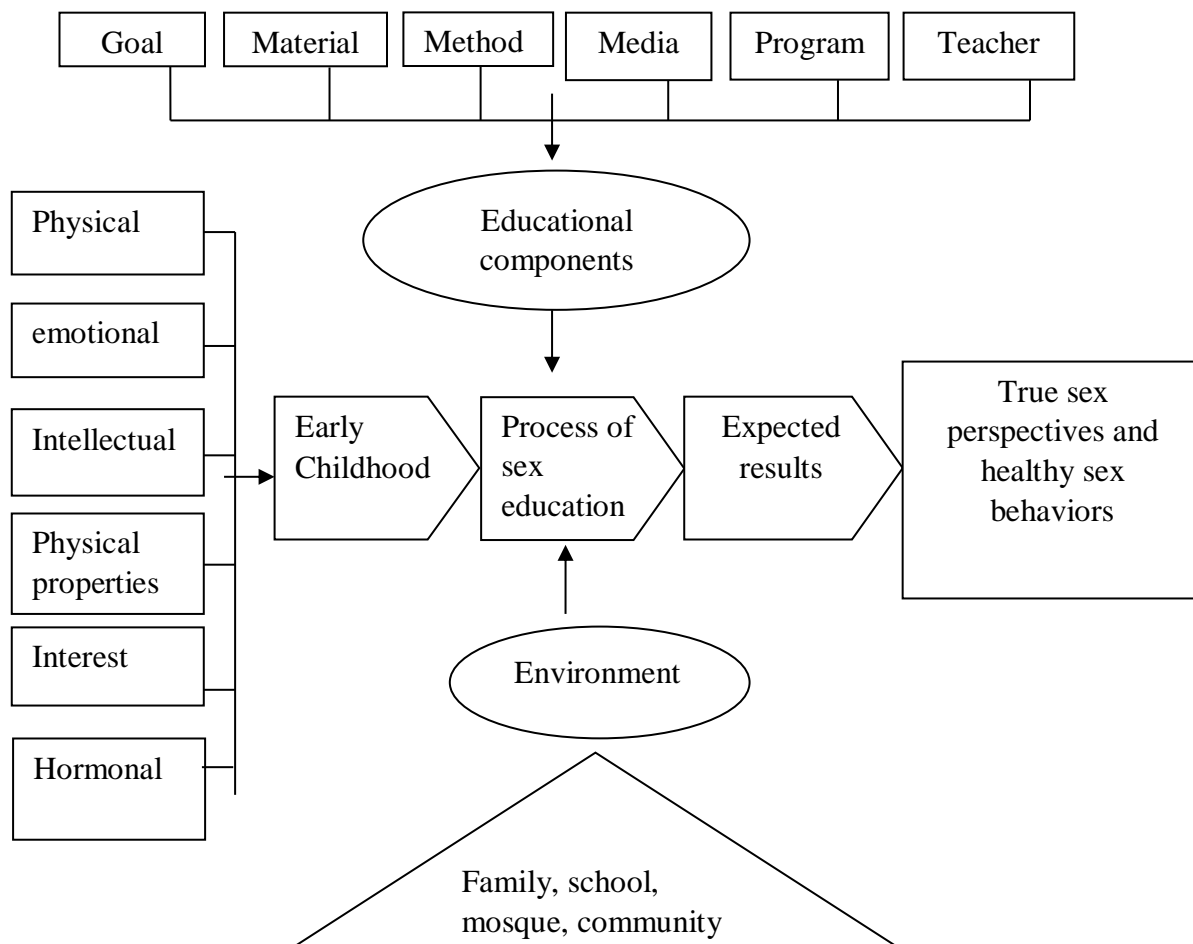 Goal
Material
Method
Media
Program
Teacher
Educational
components
Physical
emotional
Intellectual
Physical
properties
Interest
Hormonal
Early
Childhood
Process of
sex
education
Expected
results
True sex
perspectives and
healthy sex
behaviors
Environment
Family, school,
mosque, community